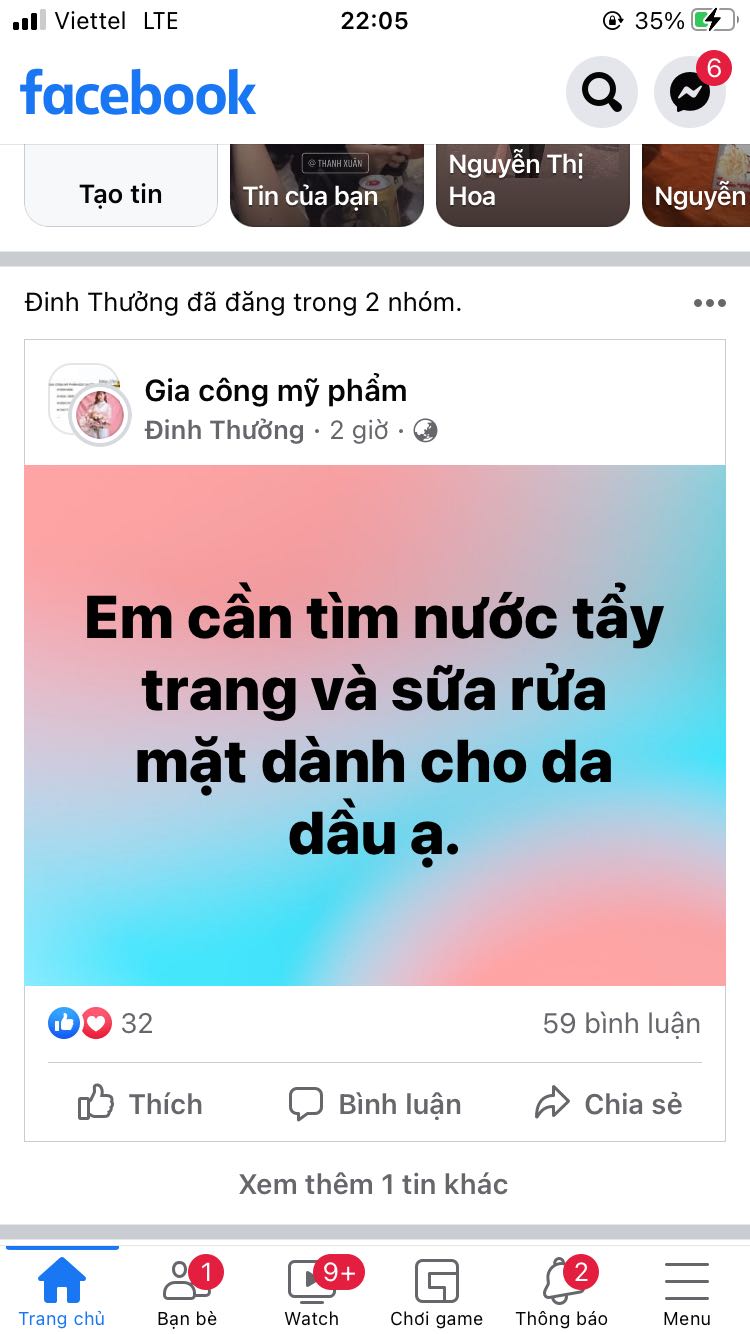 Viettel LTE 22:05 35%
facebook 6
@ THANH XUÂN
Tạo tin
Tin của bạn
Nguyễn Thị
Hoa
Nguyễn
Đinh Thưởng đã đăng trong 2 nhóm.
Gia công mỹ phẩm
Đinh Thưởng · 2 giờ ·
Em cần tìm nước tẩy
trang và sữa rửa
mặt dành cho da
dầu ạ.
32 59 bình luận
Thích Bình luận Chia sẻ
Xem thêm 1 tin khác
1 9+ 2
Trang chủ Bạn bè Watch Chơi game Thông báo Menu